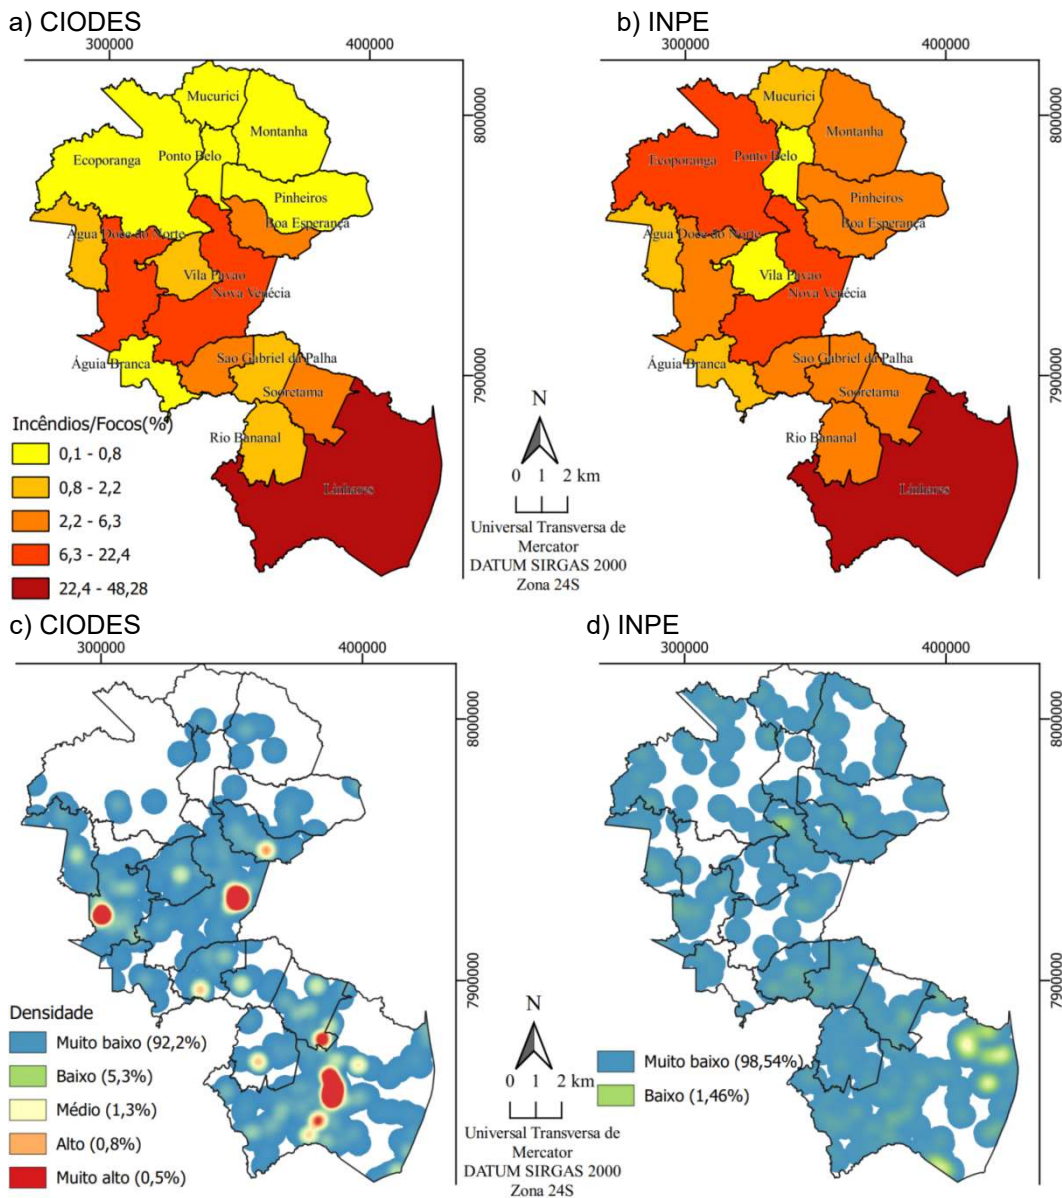 a) CIODES
300000
400000
8000000
7900000
Mucurici
Montanha
Ecoporanga
Ponto Belo
Pinheiros
Boa Esperança
Água Doce do Norte
Vila Pavao
Nova Venécia
Águia Branca
Sao Gabriel da Palha
Sooretama
Rio Bananal
Linhares
Incêndios/Focos(%)
0,1 - 0,8
0,8 - 2,2
2,2 - 6,3
6,3 - 22,4
22,4 - 48,28
N
0 1 2 km
Universal Transversa de
Mercator
DATUM SIRGAS 2000
Zona 24S
b) INPE
300000
400000
8000000
7900000
Mucurici
Montanha
Ecoporanga
Ponto Belo
Pinheiros
Boa Esperança
Água Doce do Norte
Vila Pavao
Nova Venécia
Águia Branca
Sao Gabriel da Palha
Sooretama
Rio Bananal
Linhares
c) CIODES
300000
400000
8000000
7900000
Densidade
Muito baixo (92,2%)
Baixo (5,3%)
Médio (1,3%)
Alto (0,8%)
Muito alto (0,5%)
N
0 1 2 km
Universal Transversa de
Mercator
DATUM SIRGAS 2000
Zona 24S
d) INPE
300000
400000
8000000
7900000
Muito baixo (98,54%)
Baixo (1,46%)